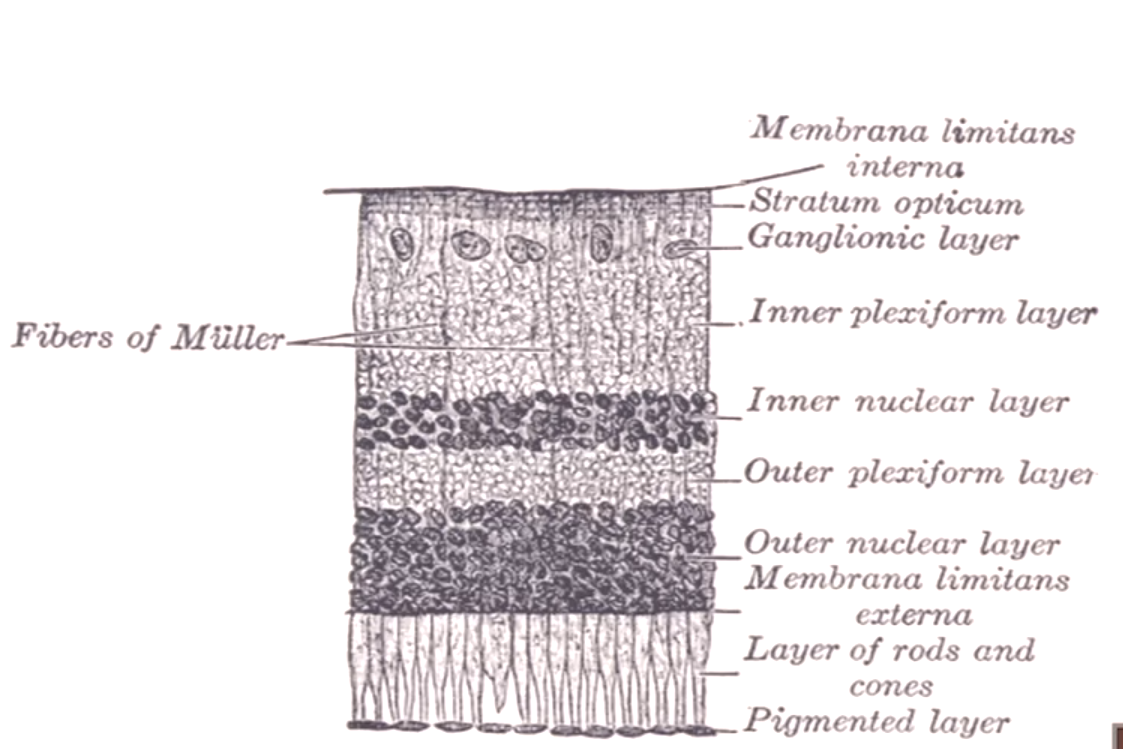 Membrana limitans
interna
Stratum opticum
Ganglionic layer
Inner plexiform layer
Fibers of Müller
Inner nuclear layer
Outer plexiform layer
Outer nuclear layer
Membrana limitans
externa
Layer of rods and
cones
Pigmented layer